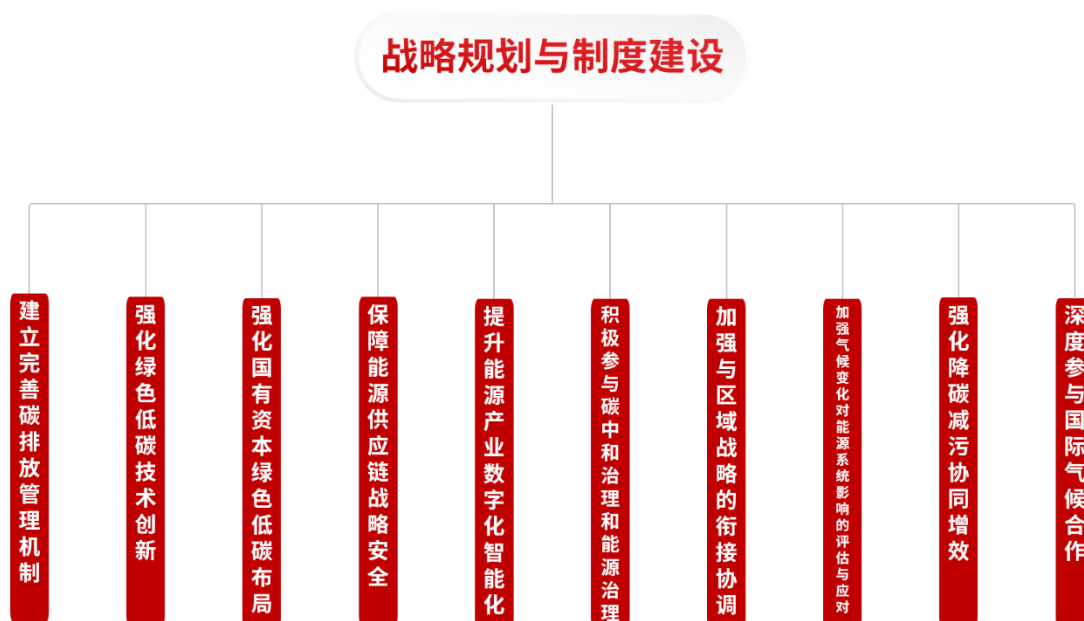 战略规划与制度建设
建立完善碳排放管理机制
强化绿色低碳技术创新
强化国有资本绿色低碳布局
保障能源供应链战略安全
提升能源产业数字化智能化
积极参与碳中和治理和能源治理
加强与区域战略的衔接协调
加强气候变化对能源系统影响的评估与应对
强化降碳减污协同增效
深度参与国际气候合作